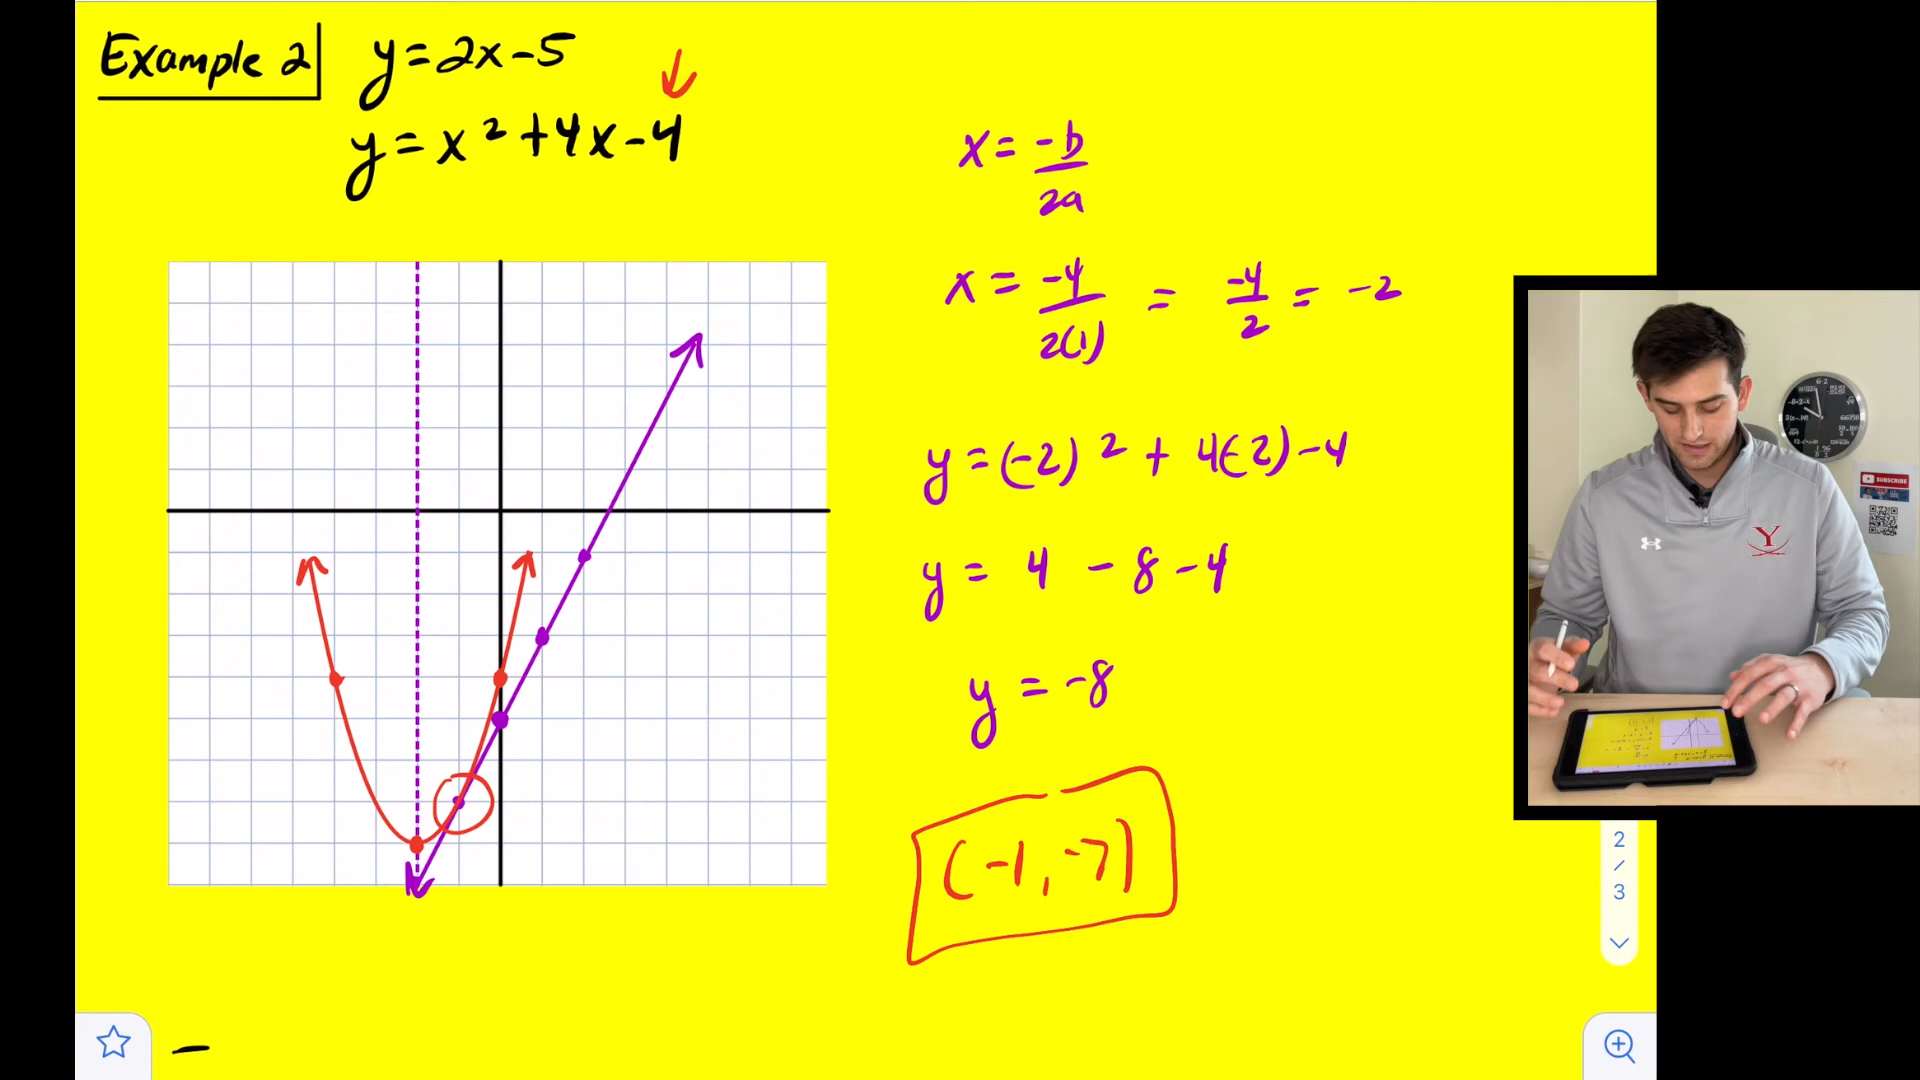 Example 2
y=2x-5
y=x²+4x-4
x = -b/2a
x = -4/2(1) = -4/2 = -2
y=(-2)²+4(-2)-4
y= 4 - 8 - 4
y = -8
(-1,-7)
SUBSCRIBE
Y
2
/
3